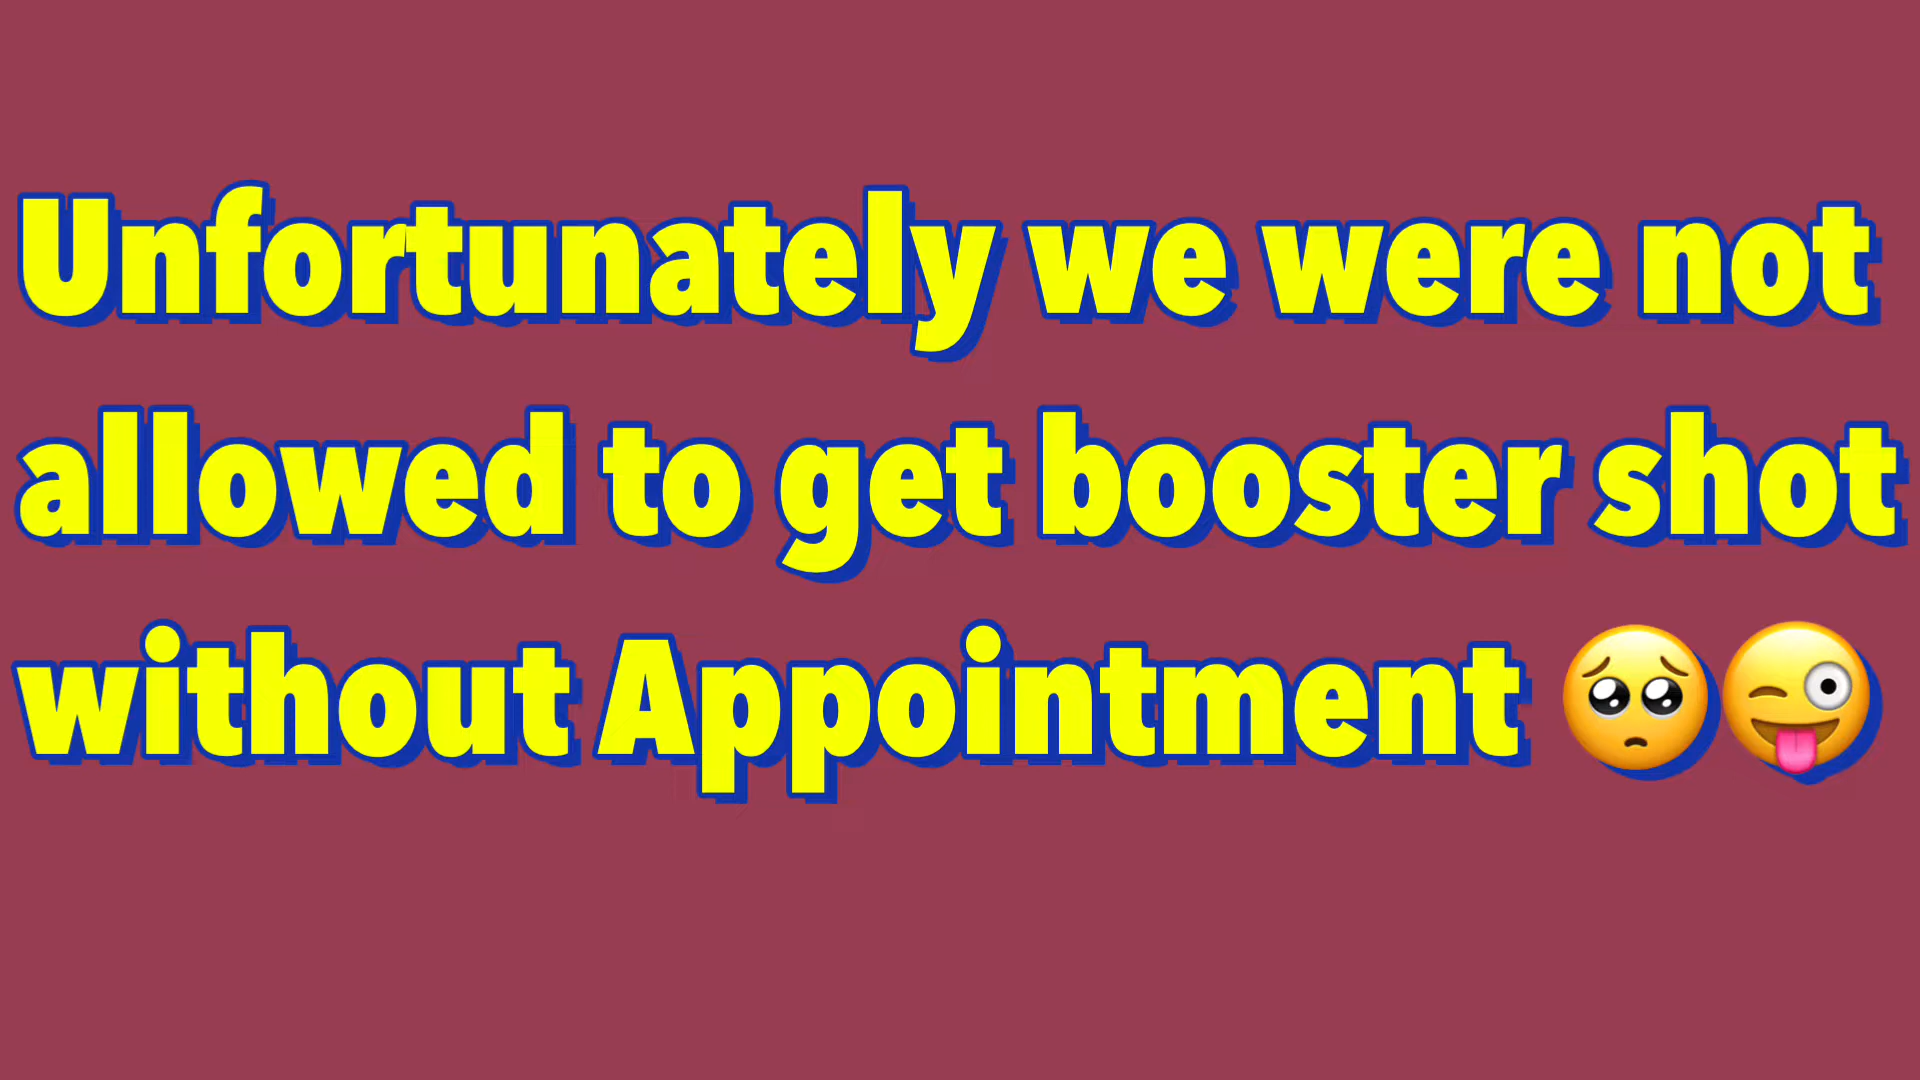 Unfortunately we were not
allowed to get booster shot
without Appointment 🥺😜